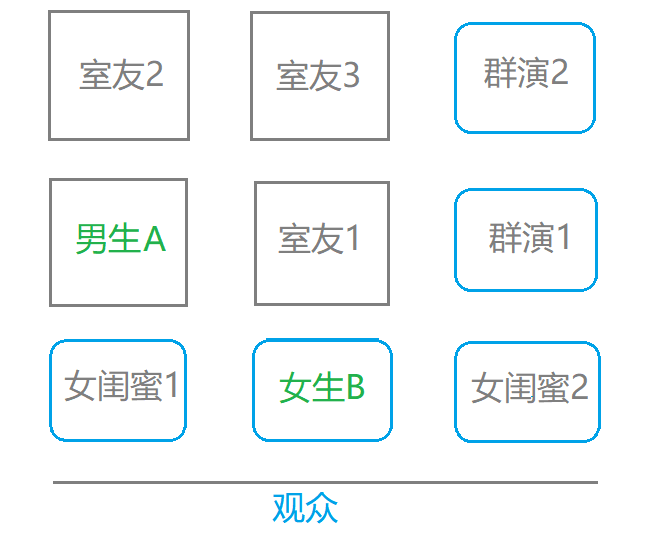 室友2
室友3
群演2
男生A
室友1
群演1
女闺蜜1
女生B
女闺蜜2
观众